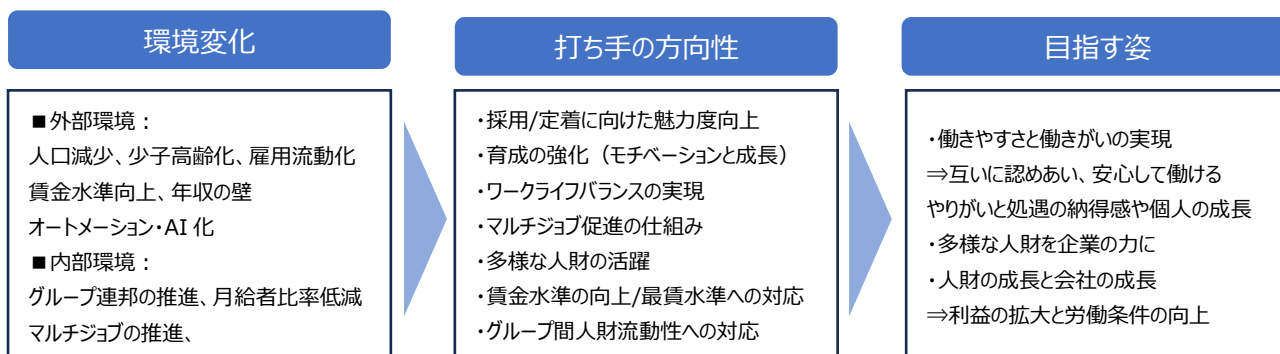 環境変化
■外部環境：
人口減少、少子高齢化、雇用流動化
賃金水準向上、年収の壁
オートメーション・AI 化
■内部環境：
グループ連邦の推進、月給者比率低減
マルチジョブの推進、
打ち手の方向性
・採用/定着に向けた魅力度向上
・育成の強化（モチベーションと成長）
・ワークライフバランスの実現
・マルチジョブ促進の仕組み
・多様な人財の活躍
・賃金水準の向上/最賃水準への対応
・グループ間人財流動性への対応
目指す姿
・働きやすさと働きがいの実現
⇒互いに認めあい、安心して働ける
やりがいと処遇の納得感や個人の成長
・多様な人財を企業の力に
・人財の成長と会社の成長
⇒利益の拡大と労働条件の向上